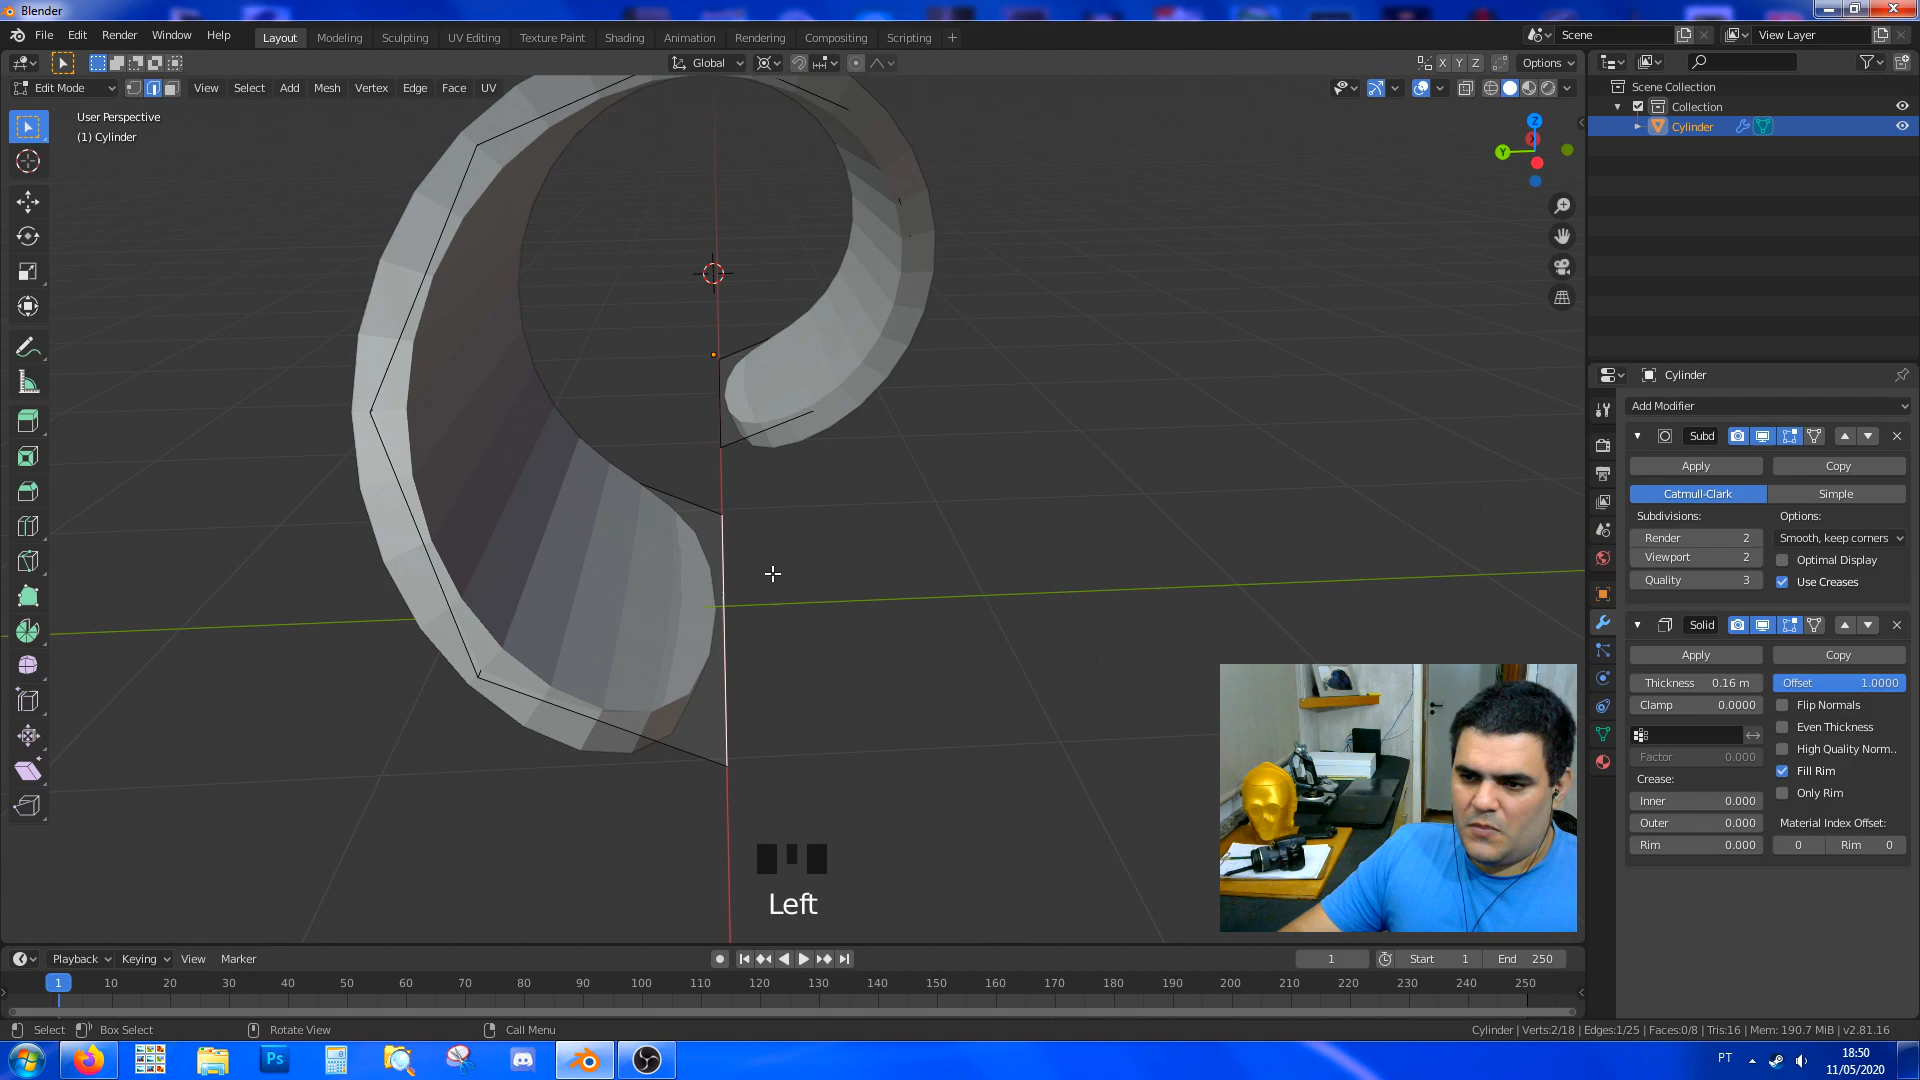 Blender
File Edit Render Window Help Layout Modeling Sculpting UV Editing Texture Paint Shading Animation Rendering Compositing Scripting + Scene View Layer
Global X Y Z Options
Edit Mode View Select Add Mesh Vertex Edge Face UV
User Perspective
(1) Cylinder
Z
Y
Scene Collection
Collection
Cylinder
Cylinder
Add Modifier
Subd
Apply Copy
Catmull-Clark Simple
Subdivisions: Options:
Render 2 Smooth, keep corners
Viewport 2 Optimal Display
Quality 3 Use Creases
Solid
Apply Copy
Thickness 0.16 m Offset 1.0000
Clamp 0.0000 Flip Normals
Even Thickness
High Quality Norm..
Factor 0.000 Fill Rim
Crease: Only Rim
Inner 0.000
Outer 0.000 Material Index Offset:
Rim 0.000 0 Rim 0
Left
Playback Keying View Marker 1 Start 1 End 250
1 10 20 30 40 50 60 70 80 90 100 110 120 130 140 150 160 170 180 190 200 210 220 230 240 250
Select Box Select Rotate View Call Menu Cylinder | Verts:2/18 | Edges:1/25 | Faces:0/8 | Tris:16 | Mem: 190.7 MiB | v2.81.16
Ps PT 18:50
11/05/2020